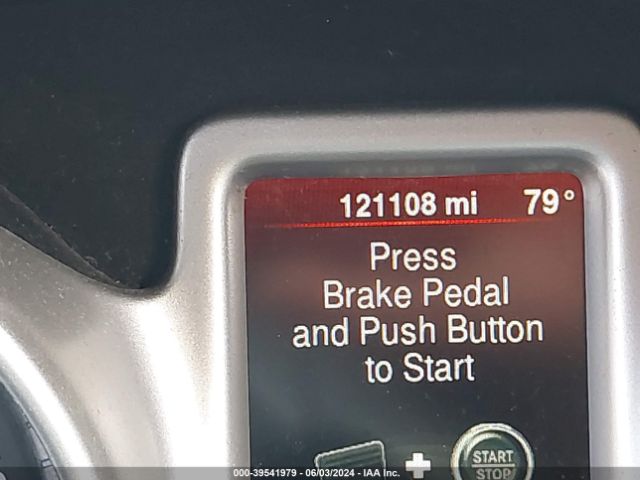 121108 mi 79°
Press
Brake Pedal
and Push Button
to Start
START
STOP
000-39541979 - 06/03/2024 - IAA Inc.